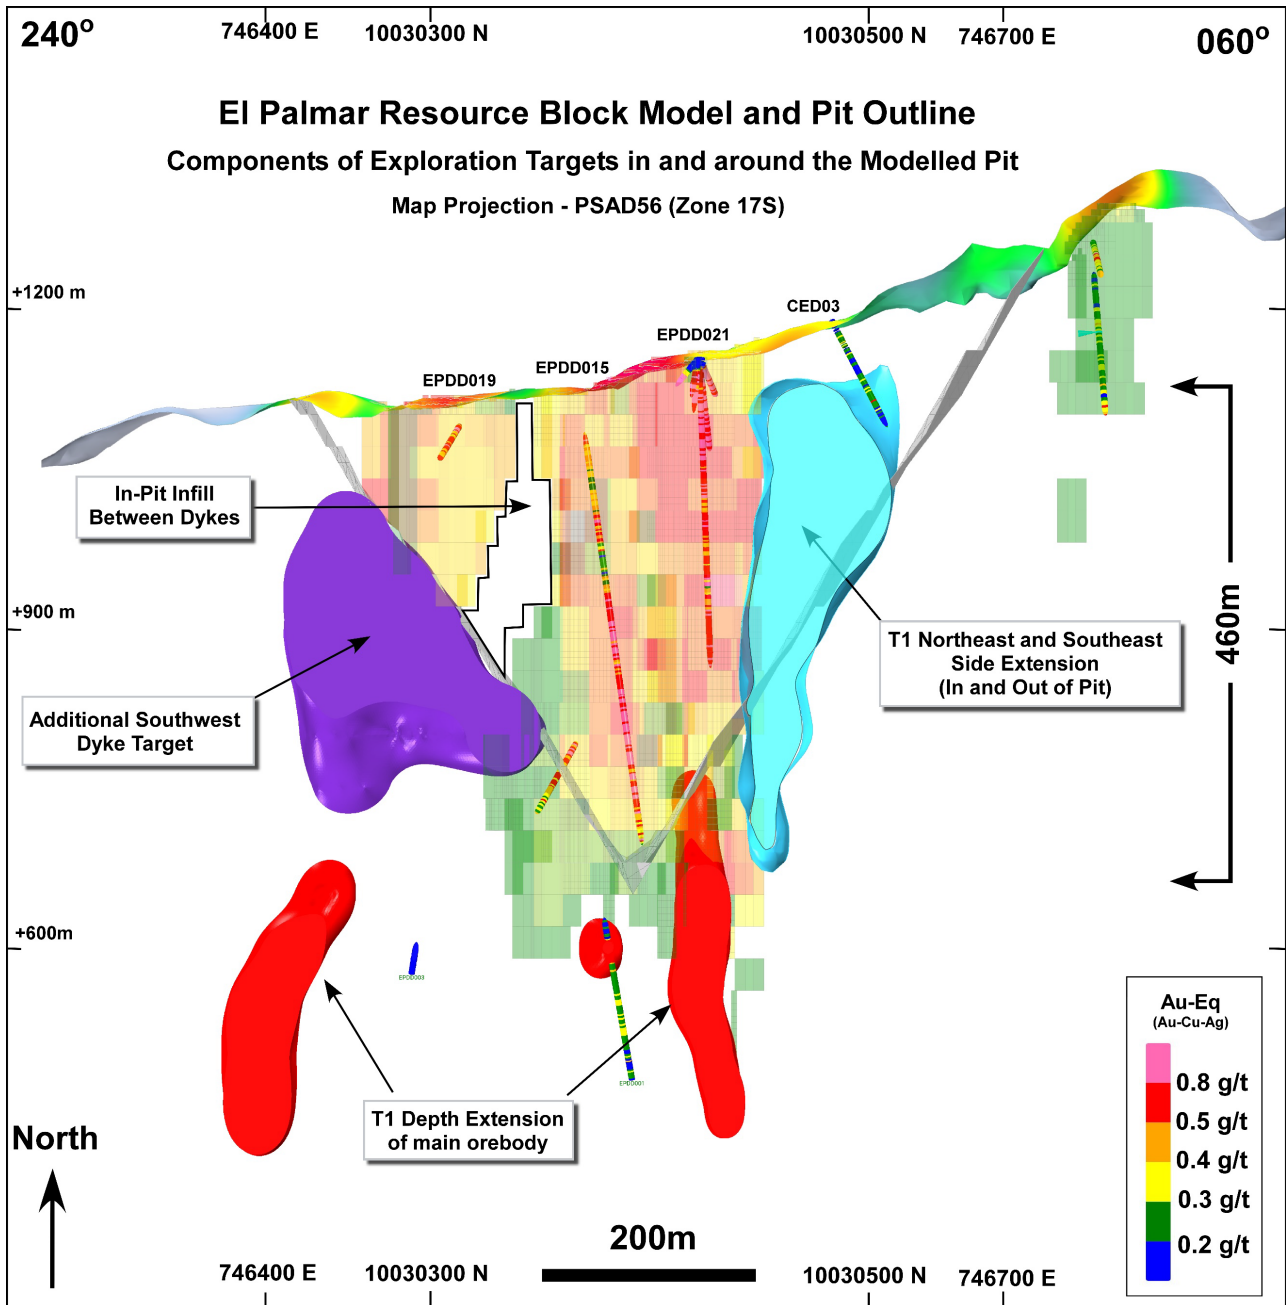 240°
746400 E
10030300 N
10030500 N
746700 E
060°
El Palmar Resource Block Model and Pit Outline
Components of Exploration Targets in and around the Modelled Pit
Map Projection - PSAD56 (Zone 17S)
+1200 m
CED03
EPDD021
EPDD015
EPDD019
In-Pit Infill
Between Dykes
+900 m
T1 Northeast and Southeast
Side Extension
(In and Out of Pit)
460m
Additional Southwest
Dyke Target
+600m
EPDD003
EPDD001
T1 Depth Extension
of main orebody
Au-Eq
(Au-Cu-Ag)
0.8 g/t
0.5 g/t
0.4 g/t
0.3 g/t
0.2 g/t
North
200m
746400 E
10030300 N
10030500 N
746700 E